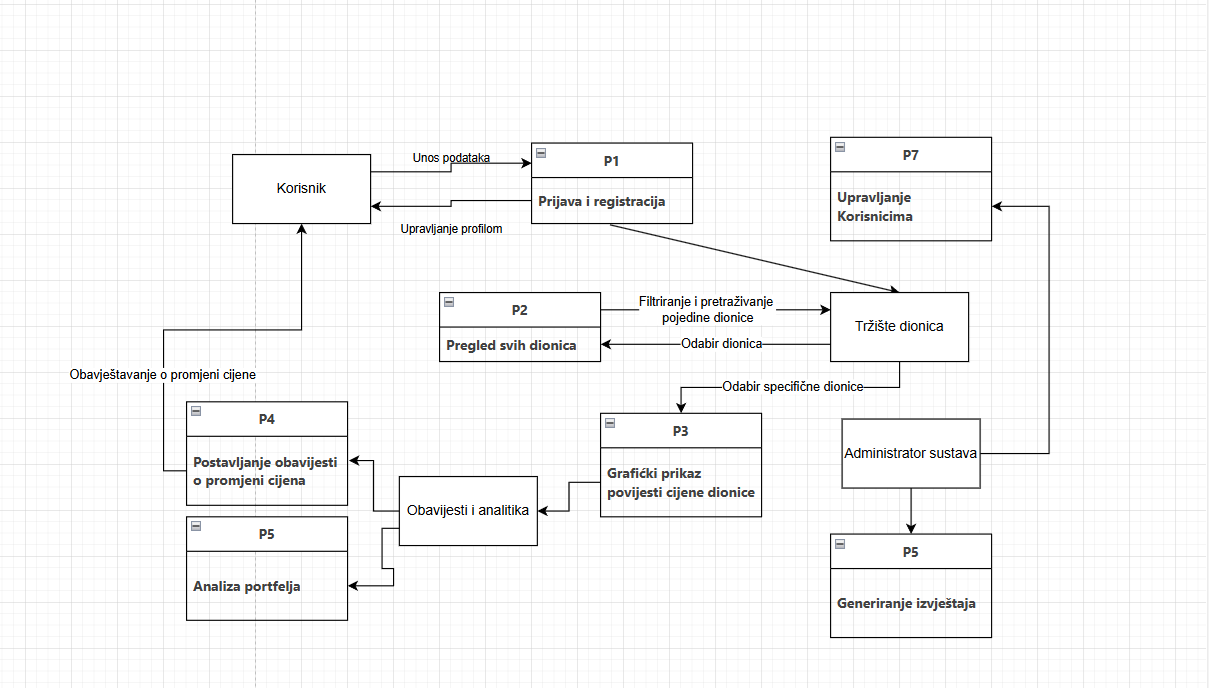 Korisnik
Unos podataka
Upravljanje profilom
P1
Prijava i registracija
P7
Upravljanje
Korisnicima
P2
Pregled svih dionica
Filtriranje i pretraživanje
pojedine dionice
Odabir dionica
Tržište dionica
Odabir specifične dionice
Obavještavanje o promjeni cijene
P4
Postavljanje obavijesti
o promjeni cijena
P5
Analiza portfelja
Obavijesti i analitika
P3
Grafićki prikaz
povijesti cijene dionice
Administrator sustava
P5
Generiranje izvještaja